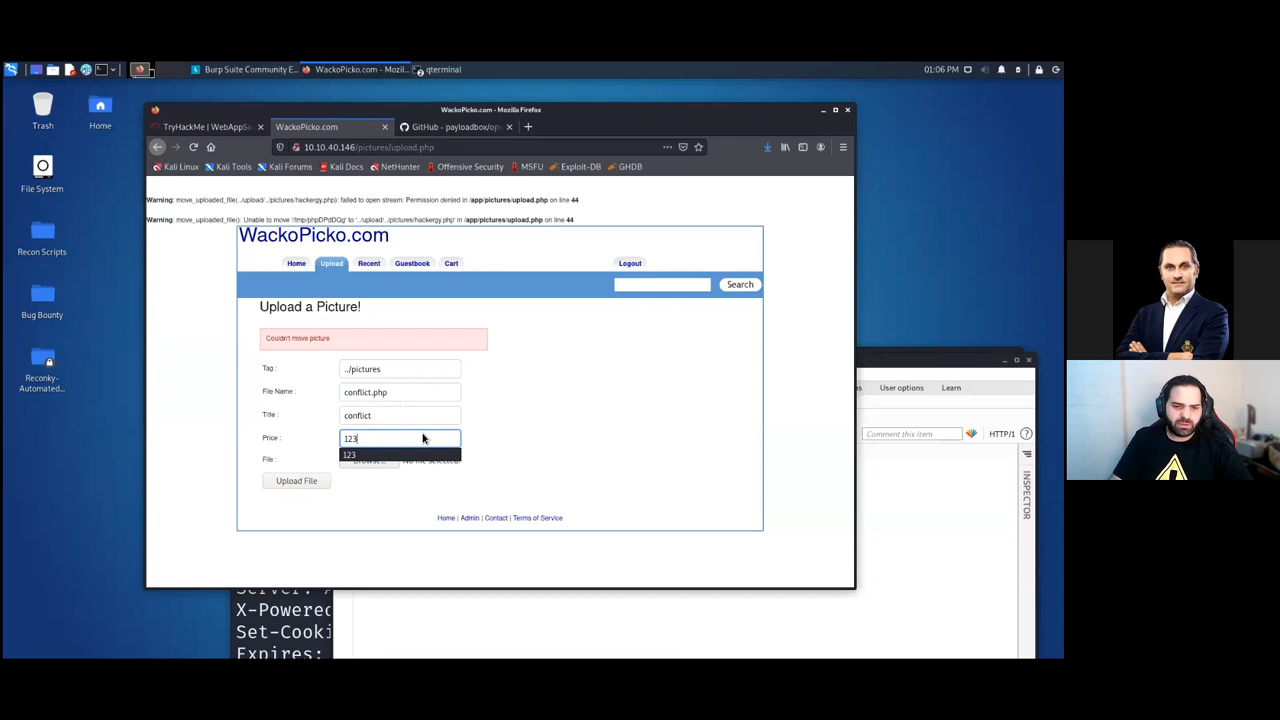 Burp Suite Community E...
WackoPicko.com - Mozil...
qterminal
01:06 PM
WackoPicko.com - Mozilla Firefox
TryHackMe | WebAppSe
WackoPicko.com
GitHub - payloadbox/op
10.10.40.146/pictures/upload.php
Kali Linux
Kali Tools
Kali Forums
Kali Docs
NetHunter
Offensive Security
MSFU
Exploit-DB
GHDB
Trash
Home
File System
Recon Scripts
Bug Bounty
Reconky-
Automated...
Warning: move_uploaded_file(../upload/../pictures/hackergy.php): failed to open stream: Permission denied in /app/pictures/upload.php on line 44
Warning: move_uploaded_file(): Unable to move '/tmp/phpDPdDQg' to '../upload/../pictures/hackergy.php' in /app/pictures/upload.php on line 44
WackoPicko.com
Home
Upload
Recent
Guestbook
Cart
Logout
Search
Upload a Picture!
Couldn't move picture
Tag :
../pictures
File Name :
conflict.php
Title :
conflict
Price :
123
123
File :
Upload File
Home | Admin | Contact | Terms of Service
User options
Learn
Comment this item
HTTP/1
?
INSPECTOR
Server:
X-Powered
Set-Cooki
Expires: